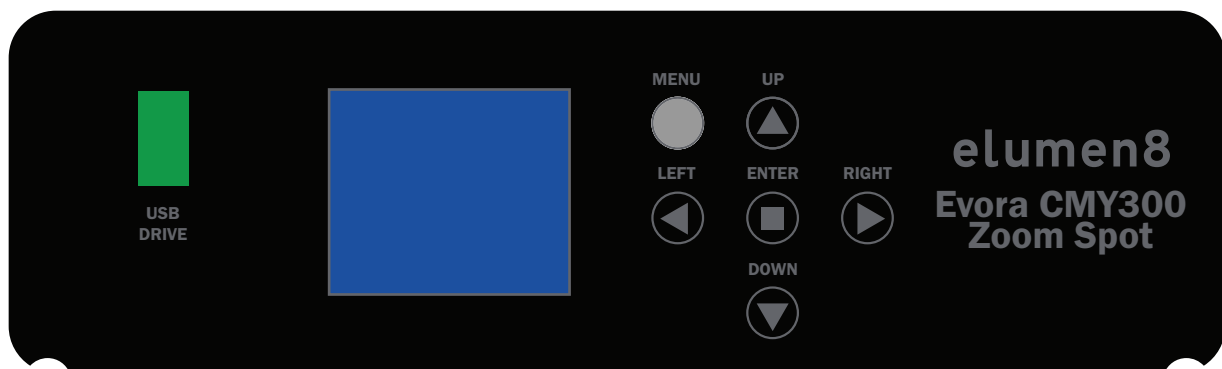 MENU
UP
elumen8
LEFT
ENTER
RIGHT
Evora CMY300
Zoom Spot
USB
DRIVE
DOWN